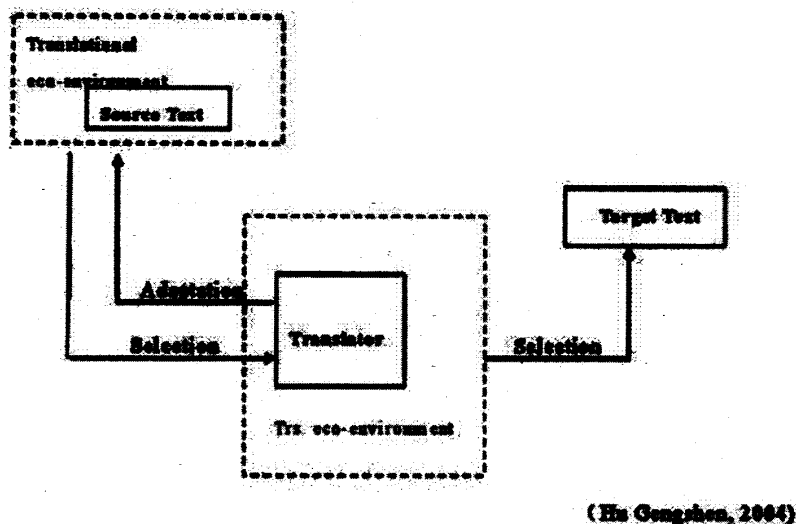 Translational
eco-environment
Source Text
Target Text
Adaptation
Translator
Selection
Selection
Trs. eco-environment
(Hu Gengshen, 2004)